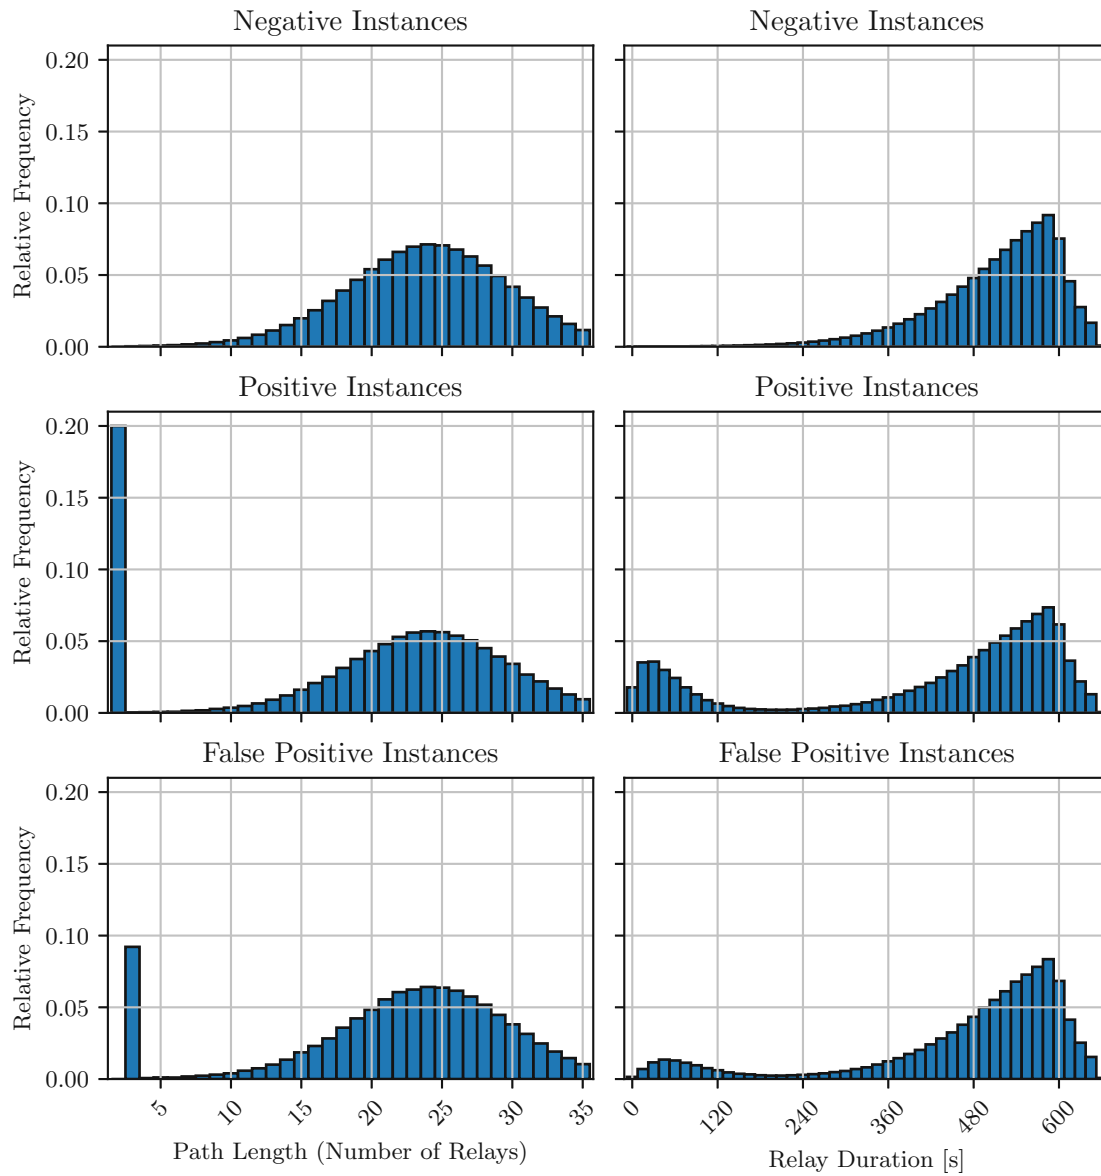 Negative Instances
Negative Instances
0.20
0.15
0.10
0.05
0.00
Relative Frequency
Positive Instances
Positive Instances
0.20
0.15
0.10
0.05
0.00
Relative Frequency
False Positive Instances
False Positive Instances
0.20
0.15
0.10
0.05
0.00
Relative Frequency
5 10 15 20 25 30 35
0 120 240 360 480 600
Path Length (Number of Relays)
Relay Duration [s]